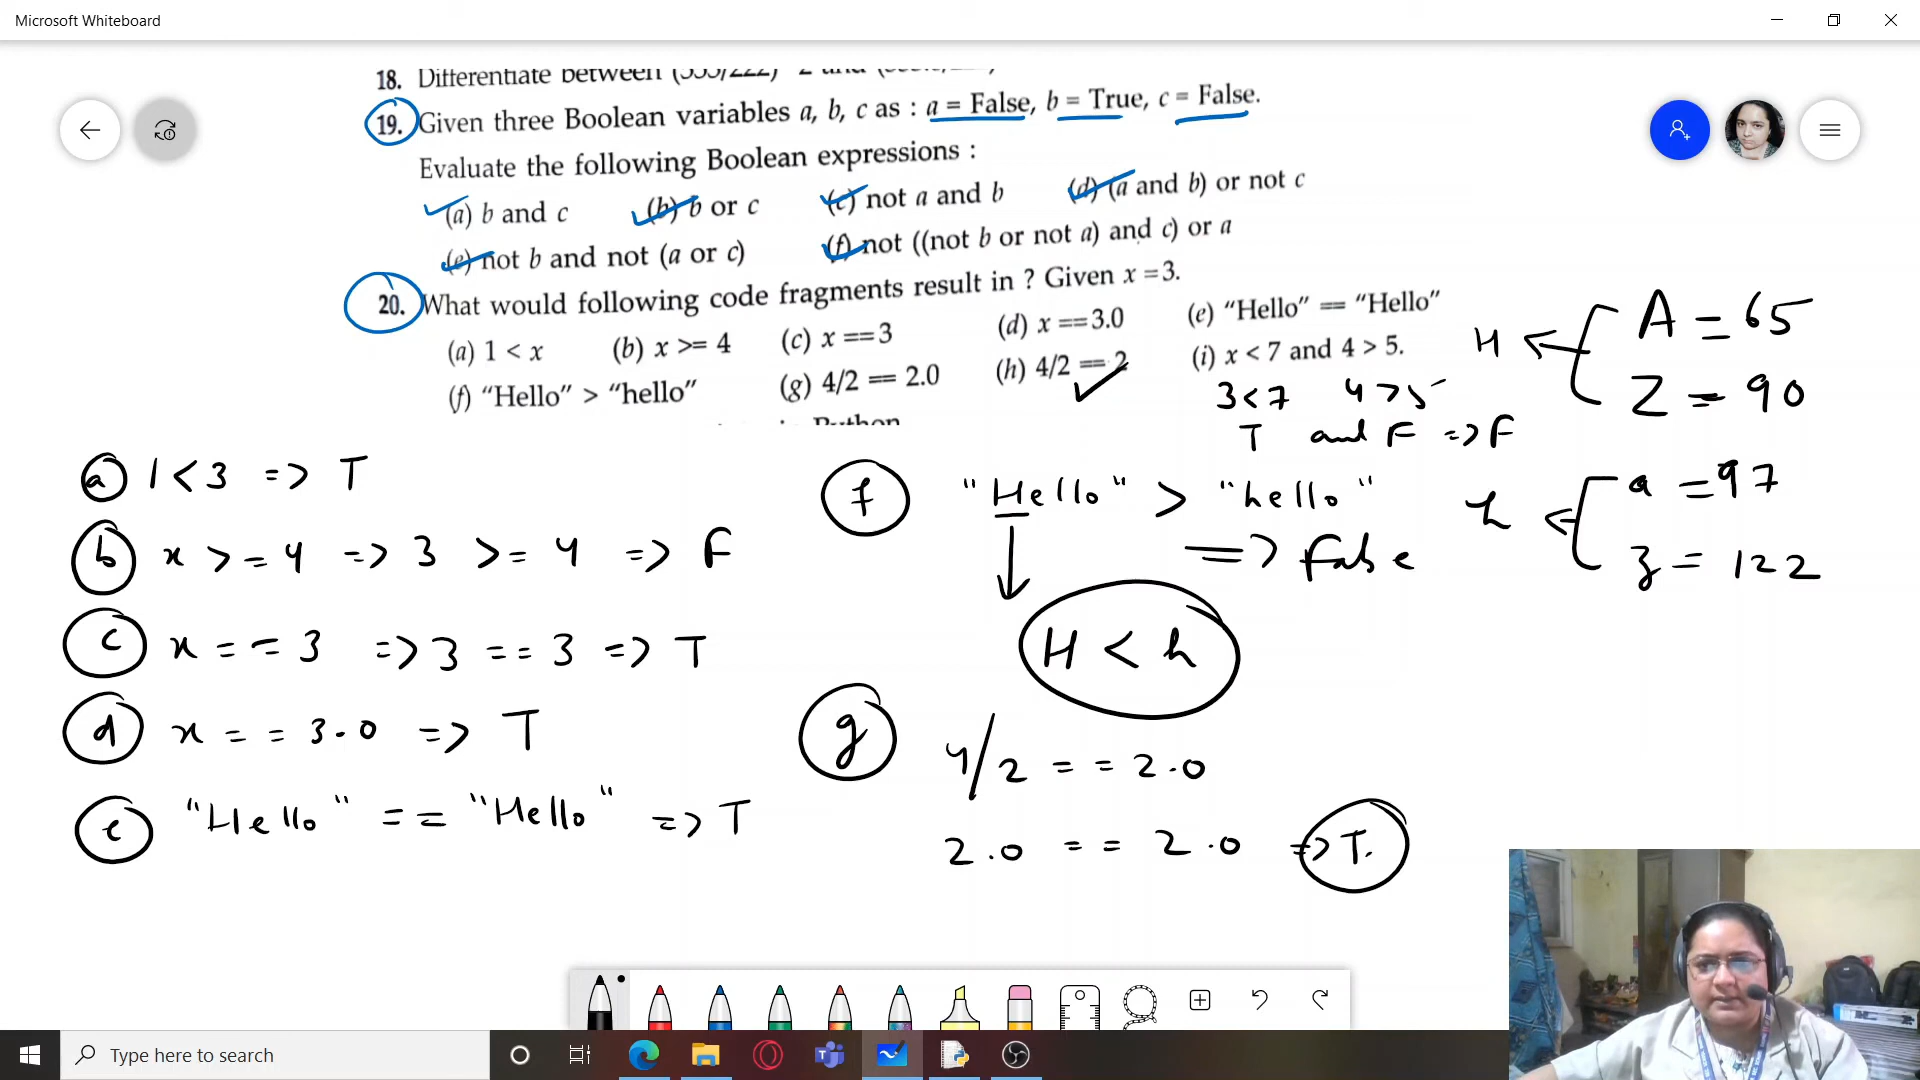 Microsoft Whiteboard
18. Differentiate between
19. Given three Boolean variables a, b, c as : a = False, b = True, c = False.
Evaluate the following Boolean expressions :
(a) b and c (b) b or c (c) not a and b (d) (a and b) or not c
(e) not b and not (a or c) (f) not ((not b or not a) and c) or a
20. What would following code fragments result in ? Given x = 3.
(a) 1 < x (b) x >= 4 (c) x == 3 (d) x == 3.0 (e) “Hello” == “Hello”
(f) “Hello” > “hello” (g) 4/2 == 2.0 (h) 4/2 == 2 (i) x < 7 and 4 > 5.
Python
3 < 7 4 > 5
T and F => F
H A = 65
Z = 90
h a = 97
z = 122
a 1 < 3 => T
b x > = 4 => 3 > = 4 => F
c x = = 3 => 3 == 3 => T
d x = = 3.0 => T
e "Hello" == "Hello" => T
f "Hello" > "hello"
=> False
H < h
g 4/2 = = 2.0
2.0 = = 2.0 => T.
Type here to search